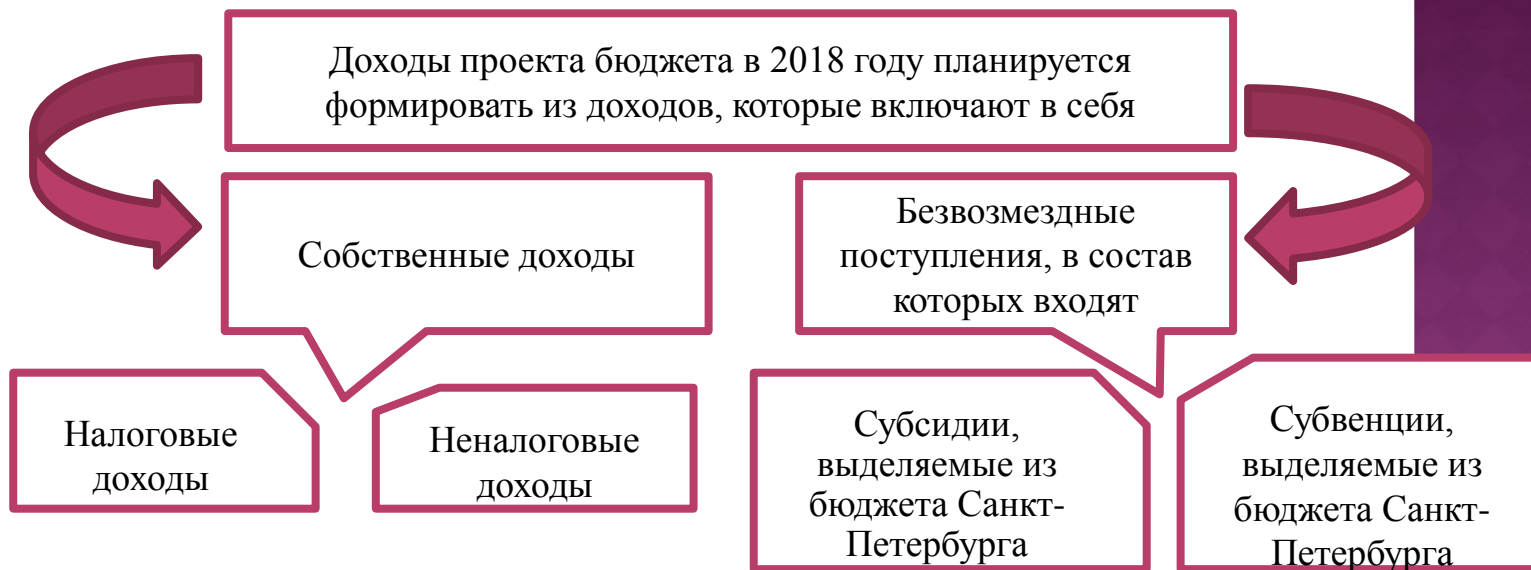 Доходы проекта бюджета в 2018 году планируется
формировать из доходов, которые включают в себя
Собственные доходы
Безвозмездные
поступления, в состав
которых входят
Налоговые
доходы
Неналоговые
доходы
Субсидии,
выделяемые из
бюджета Санкт-
Петербурга
Субвенции,
выделяемые из
бюджета Санкт-
Петербурга